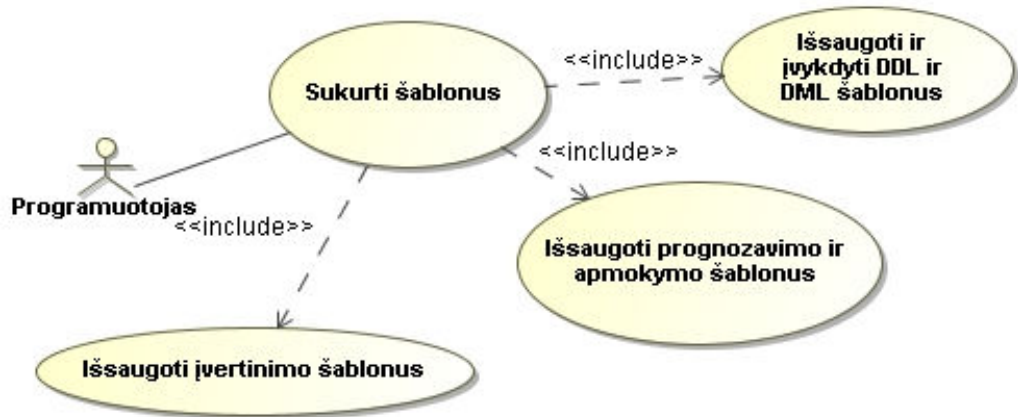 Išsaugoti ir
įvykdyti DDL ir
DML šablonus
<<include>>
Sukurti šablonus
<<include>>
Programuotojas
<<include>>
Išsaugoti prognozavimo ir
apmokymo šablonus
Išsaugoti įvertinimo šablonus